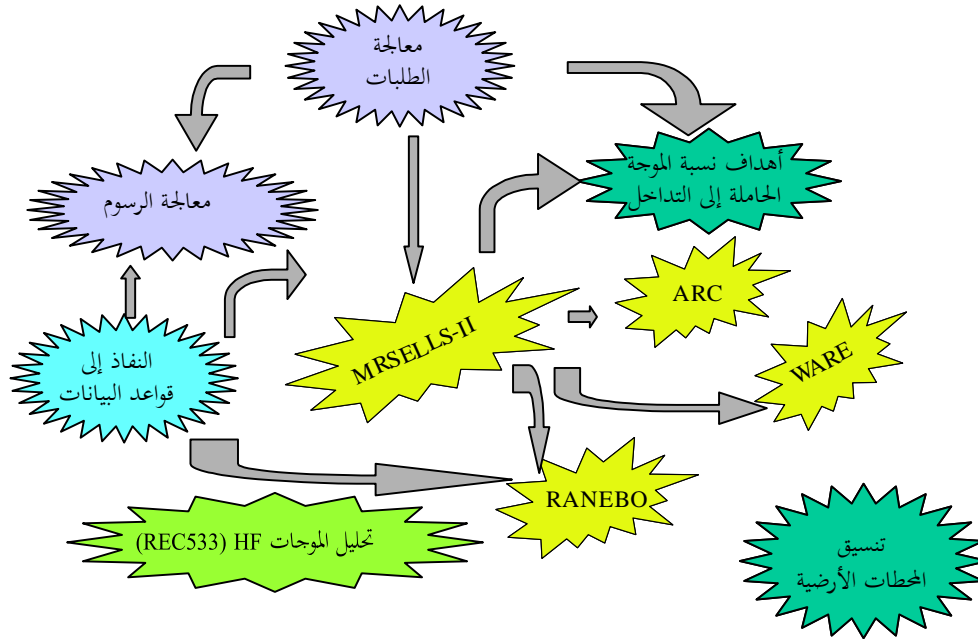 معالجة
الطلبات
أهداف نسبة الموجة
الحاملة إلى التداخل
معالجة الرسوم
ARC
MRSELLS-II
النفاذ إلى
قواعد البيانات
WARE
RANEBO
تحليل الموجات HF (REC533)
تنسيق
المحطات الأرضية